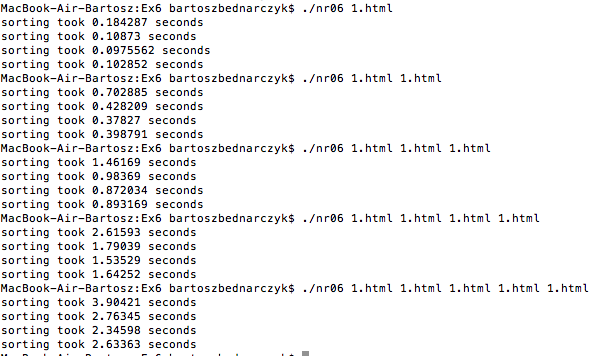 MacBook-Air-Bartosz:Ex6 bartoszbednarczyk$ ./nr06 1.html
sorting took 0.184287 seconds
sorting took 0.10873 seconds
sorting took 0.0975562 seconds
sorting took 0.102852 seconds
MacBook-Air-Bartosz:Ex6 bartoszbednarczyk$ ./nr06 1.html 1.html
sorting took 0.702885 seconds
sorting took 0.428209 seconds
sorting took 0.37827 seconds
sorting took 0.398791 seconds
MacBook-Air-Bartosz:Ex6 bartoszbednarczyk$ ./nr06 1.html 1.html 1.html
sorting took 1.46169 seconds
sorting took 0.98369 seconds
sorting took 0.872034 seconds
sorting took 0.893169 seconds
MacBook-Air-Bartosz:Ex6 bartoszbednarczyk$ ./nr06 1.html 1.html 1.html 1.html
sorting took 2.61593 seconds
sorting took 1.79039 seconds
sorting took 1.53529 seconds
sorting took 1.64252 seconds
MacBook-Air-Bartosz:Ex6 bartoszbednarczyk$ ./nr06 1.html 1.html 1.html 1.html 1.html
sorting took 3.90421 seconds
sorting took 2.76345 seconds
sorting took 2.34598 seconds
sorting took 2.63363 seconds
MacBook-Air-Bartosz:Ex6 bartoszbednarczyk$